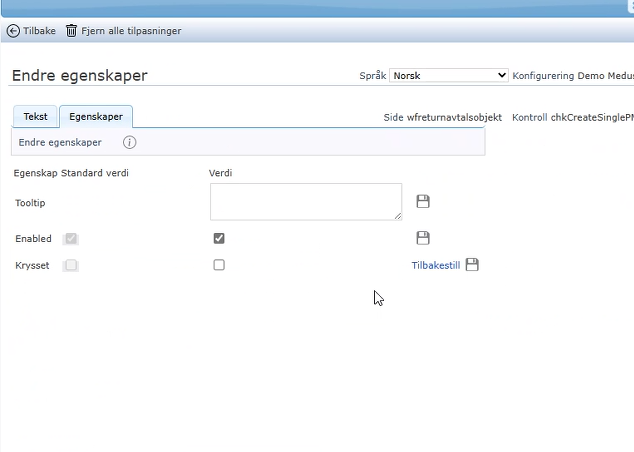 Tilbake Fjern alle tilpasninger
Endre egenskaper
Språk Norsk Konfigurering Demo Medus
Tekst Egenskaper Side wfreturnavtalsobjekt Kontroll chkCreateSinglePM
Endre egenskaper
Egenskap Standard verdi Verdi
Tooltip
Enabled
Krysset Tilbakestill